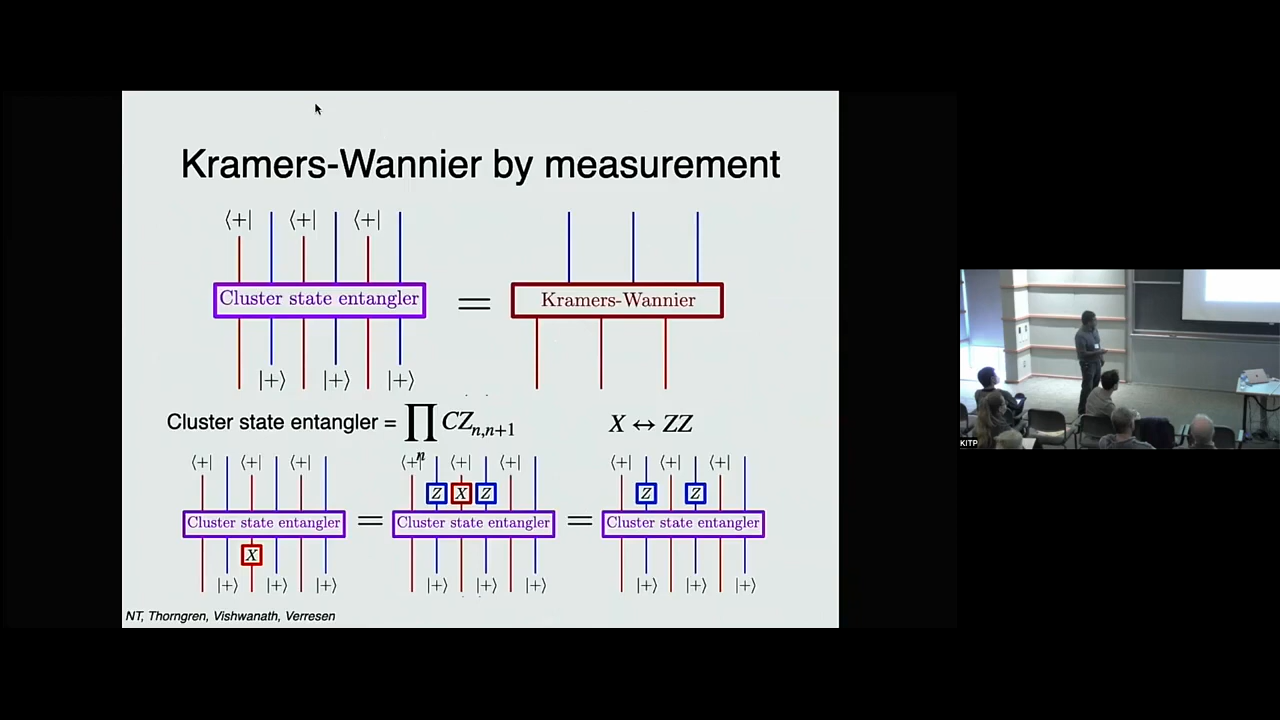 Kramers-Wannier by measurement
⟨+| ⟨+| ⟨+|
Cluster state entangler = Kramers-Wannier
|+⟩ |+⟩ |+⟩
Cluster state entangler = ∏ₙ CZₙ,ₙ₊₁ X ↔ ZZ
⟨+| ⟨+| ⟨+| ⟨+| ⟨+| ⟨+| ⟨+| ⟨+| ⟨+|
Z X Z Z Z
Cluster state entangler = Cluster state entangler = Cluster state entangler
X
|+⟩ |+⟩ |+⟩ |+⟩ |+⟩ |+⟩ |+⟩ |+⟩ |+⟩
NT, Thorngren, Vishwanath, Verresen
KITP